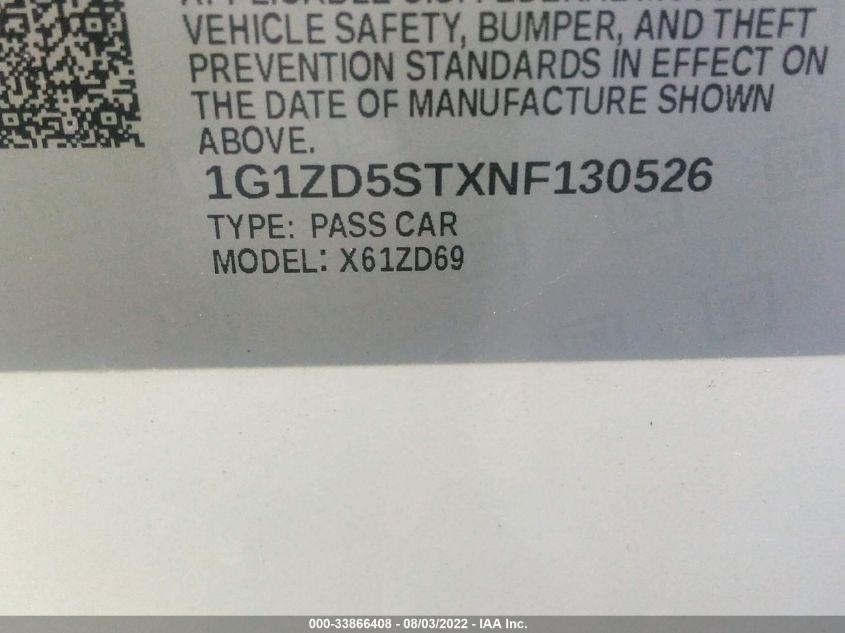 VEHICLE SAFETY, BUMPER, AND THEFT
PREVENTION STANDARDS IN EFFECT ON
THE DATE OF MANUFACTURE SHOWN
ABOVE.
1G1ZD5STXNF130526
TYPE: PASS CAR
MODEL: X61ZD69
000-33866408 - 08/03/2022 - IAA Inc.